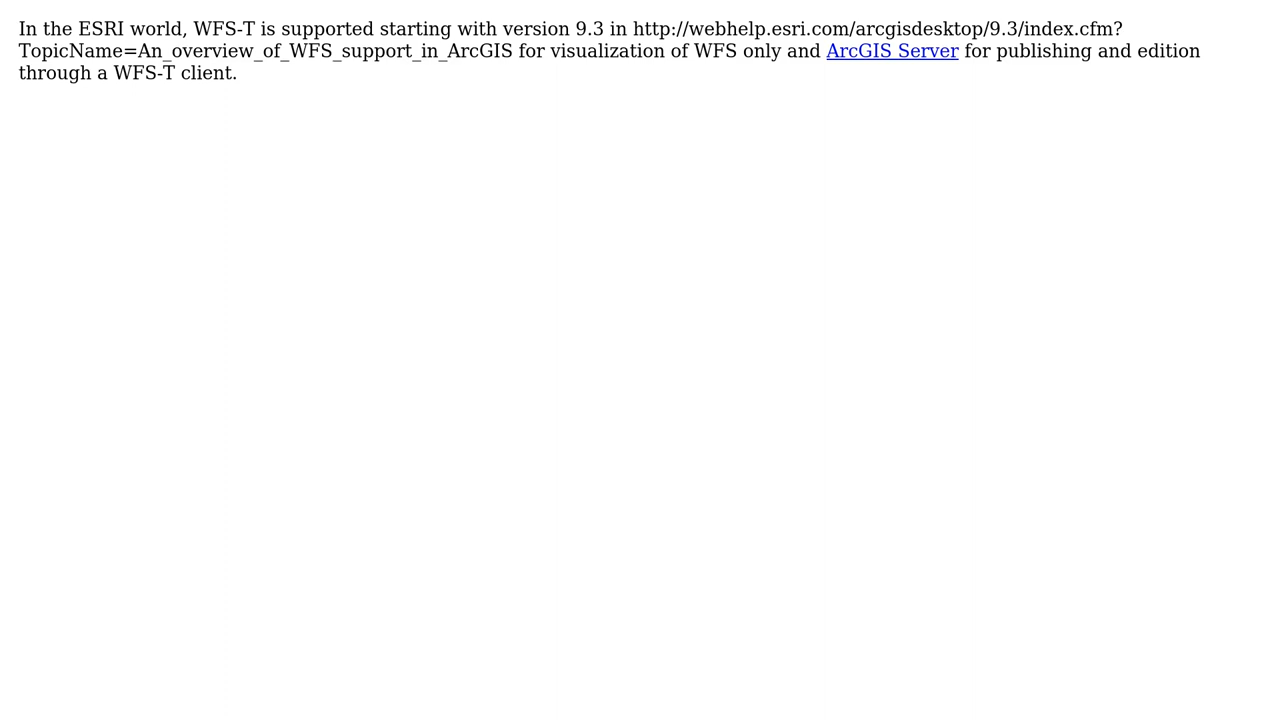 In the ESRI world, WFS-T is supported starting with version 9.3 in http://webhelp.esri.com/arcgisdesktop/9.3/index.cfm?
TopicName=An_overview_of_WFS_support_in_ArcGIS for visualization of WFS only and ArcGIS Server for publishing and edition
through a WFS-T client.